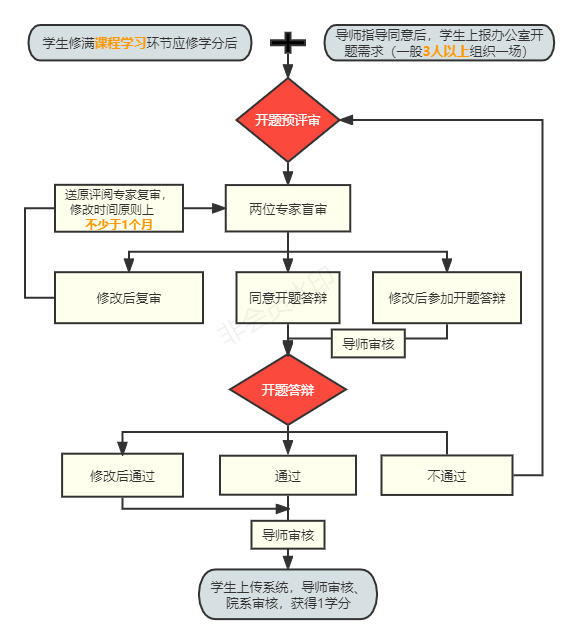 学生修满课程学习环节应修学分后
导师指导同意后，学生上报办公室开
题需求（一般3人以上组织一场）
开题预评审
送原评阅专家复审，
修改时间原则上
不少于1个月
两位专家盲审
修改后复审
同意开题答辩
修改后参加开题答辩
非会员水印
导师审核
开题答辩
修改后通过
通过
不通过
导师审核
学生上传系统，导师审核、
院系审核，获得1学分